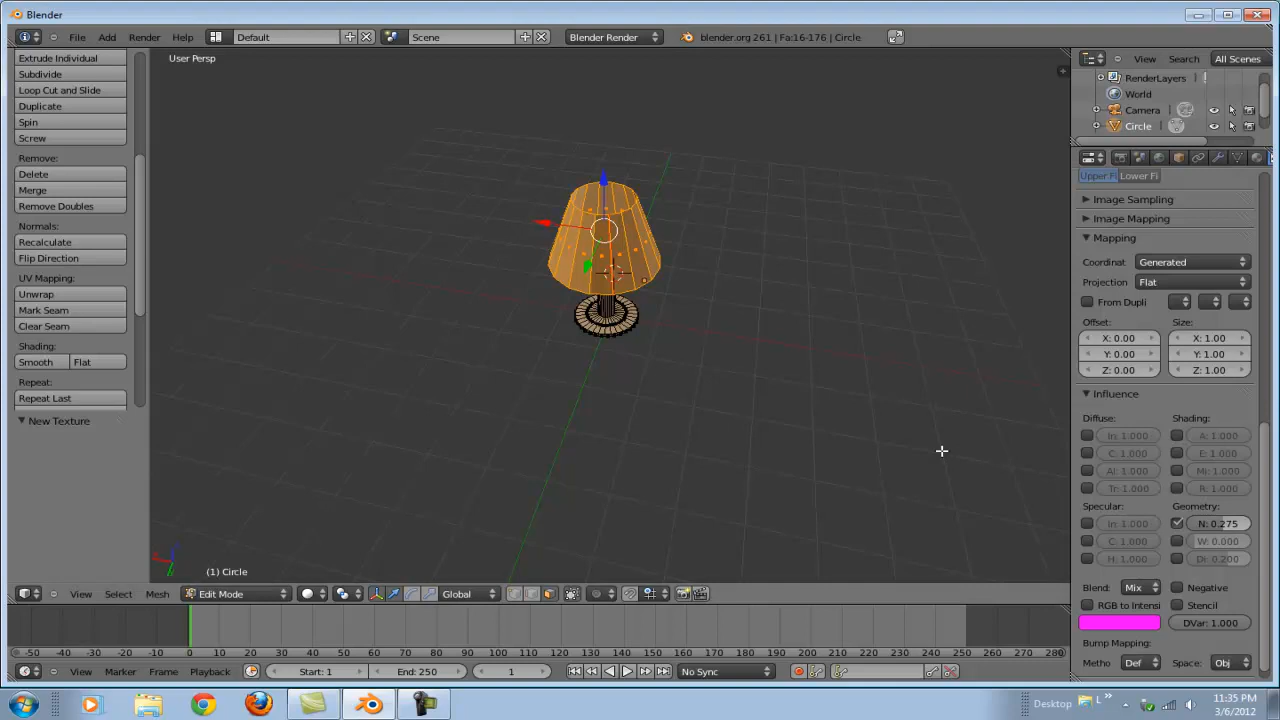 Blender
File Add Render Help Default Scene Blender Render blender.org 261 | Fa:16-176 | Circle
User Persp
Extrude Individual
Subdivide
Loop Cut and Slide
Duplicate
Spin
Screw
Remove:
Delete
Merge
Remove Doubles
Normals:
Recalculate
Flip Direction
UV Mapping:
Unwrap
Mark Seam
Clear Seam
Shading:
Smooth Flat
Repeat:
Repeat Last
New Texture
(1) Circle
View Select Mesh Edit Mode Global
-50 -40 -30 -20 -10 0 10 20 30 40 50 60 70 80 90 100 110 120 130 140 150 160 170 180 190 200 210 220 230 240 250 260 270 280
View Marker Frame Playback Start: 1 End: 250 1 No Sync
View Search All Scenes
RenderLayers
World
Camera
Circle
Upper Fi Lower Fi
Image Sampling
Image Mapping
Mapping
Coordinat Generated
Projection Flat
From Dupli
Offset: Size:
X: 0.00 X: 1.00
Y: 0.00 Y: 1.00
Z: 0.00 Z: 1.00
Influence
Diffuse: Shading:
In: 1.000 A: 1.000
C: 1.000 E: 1.000
Al: 1.000 Mi: 1.000
Tr: 1.000 R: 1.000
Specular: Geometry:
In: 1.000 N: 0.275
C: 1.000 W: 0.000
H: 1.000 Di: 0.200
Blend: Mix Negative
RGB to Intensi Stencil
DVar: 1.000
Bump Mapping:
Metho Def Space: Obj
Desktop L
11:35 PM
3/6/2012